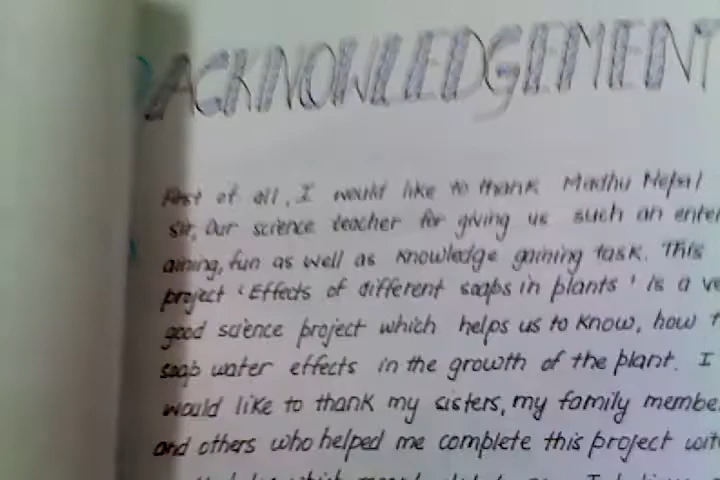 ACKNOWLEDGEMENT
First of all, I would like to thank Madhu Nepal
Sir, Our science teacher for giving us such an enter
aining, fun as well as knowledge gaining task. This
project 'Effects of different soaps in plants' is a ve
good science project which helps us to know, how t
soap water effects in the growth of the plant. I
would like to thank my sisters, my family membe
and others who helped me complete this project with